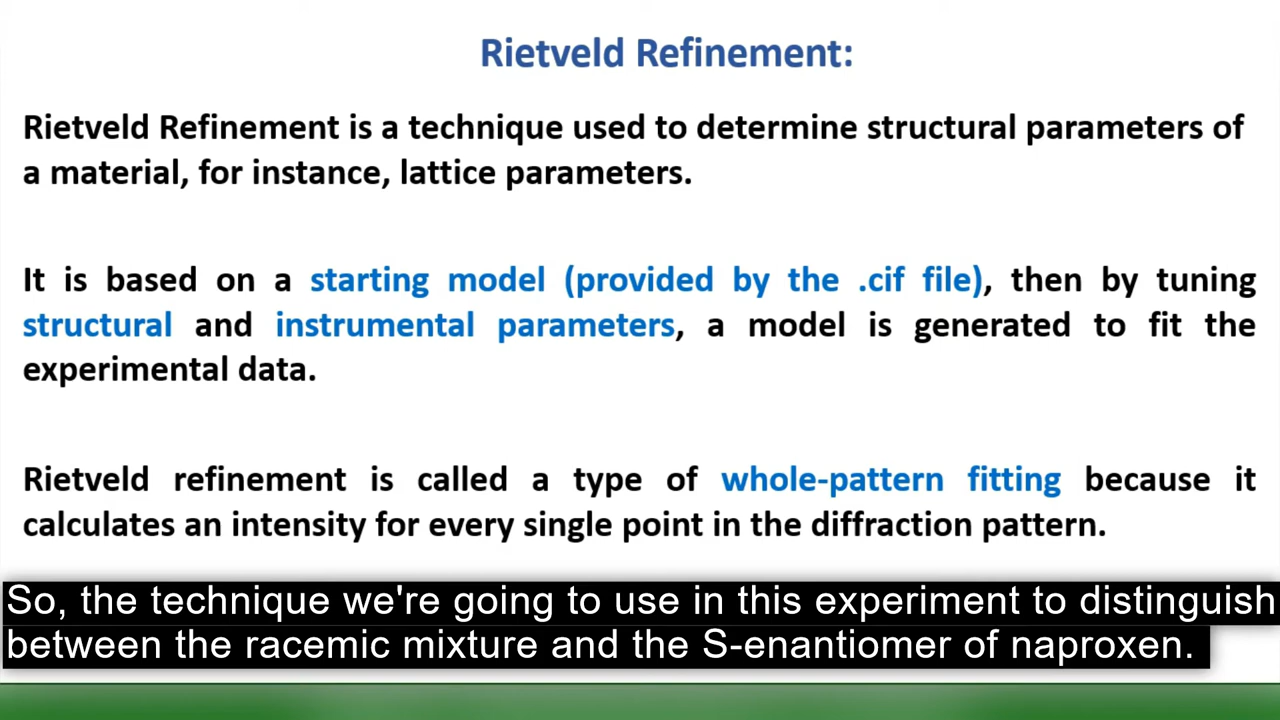 Rietveld Refinement:
Rietveld Refinement is a technique used to determine structural parameters of
a material, for instance, lattice parameters.
It is based on a starting model (provided by the .cif file), then by tuning
structural and instrumental parameters, a model is generated to fit the
experimental data.
Rietveld refinement is called a type of whole-pattern fitting because it
calculates an intensity for every single point in the diffraction pattern.
So, the technique we're going to use in this experiment to distinguish
between the racemic mixture and the S-enantiomer of naproxen.